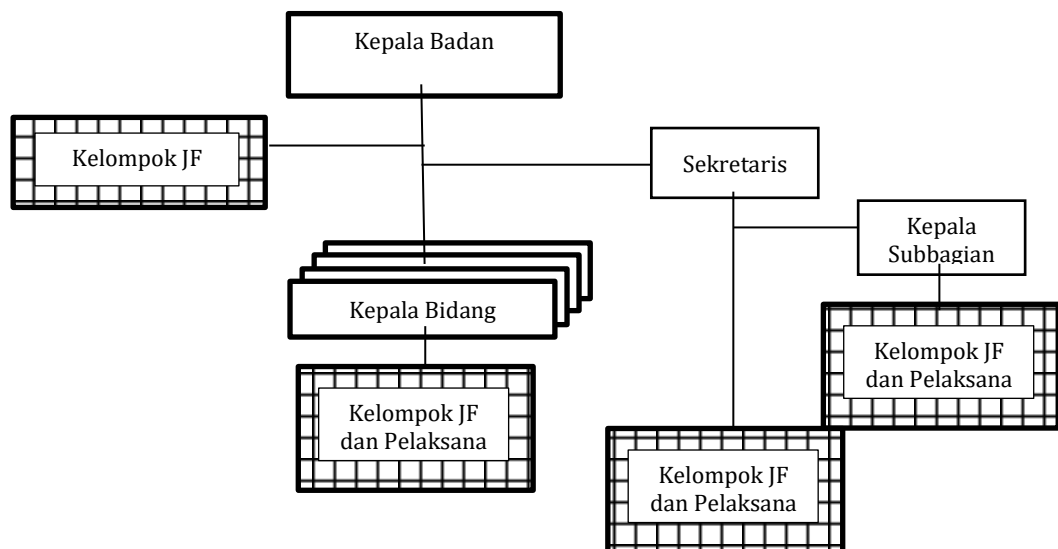 Kepala Badan
Kelompok JF
Sekretaris
Kepala
Subbagian
Kepala Bidang
Kelompok JF
dan Pelaksana
Kelompok JF
dan Pelaksana
Kelompok JF
dan Pelaksana